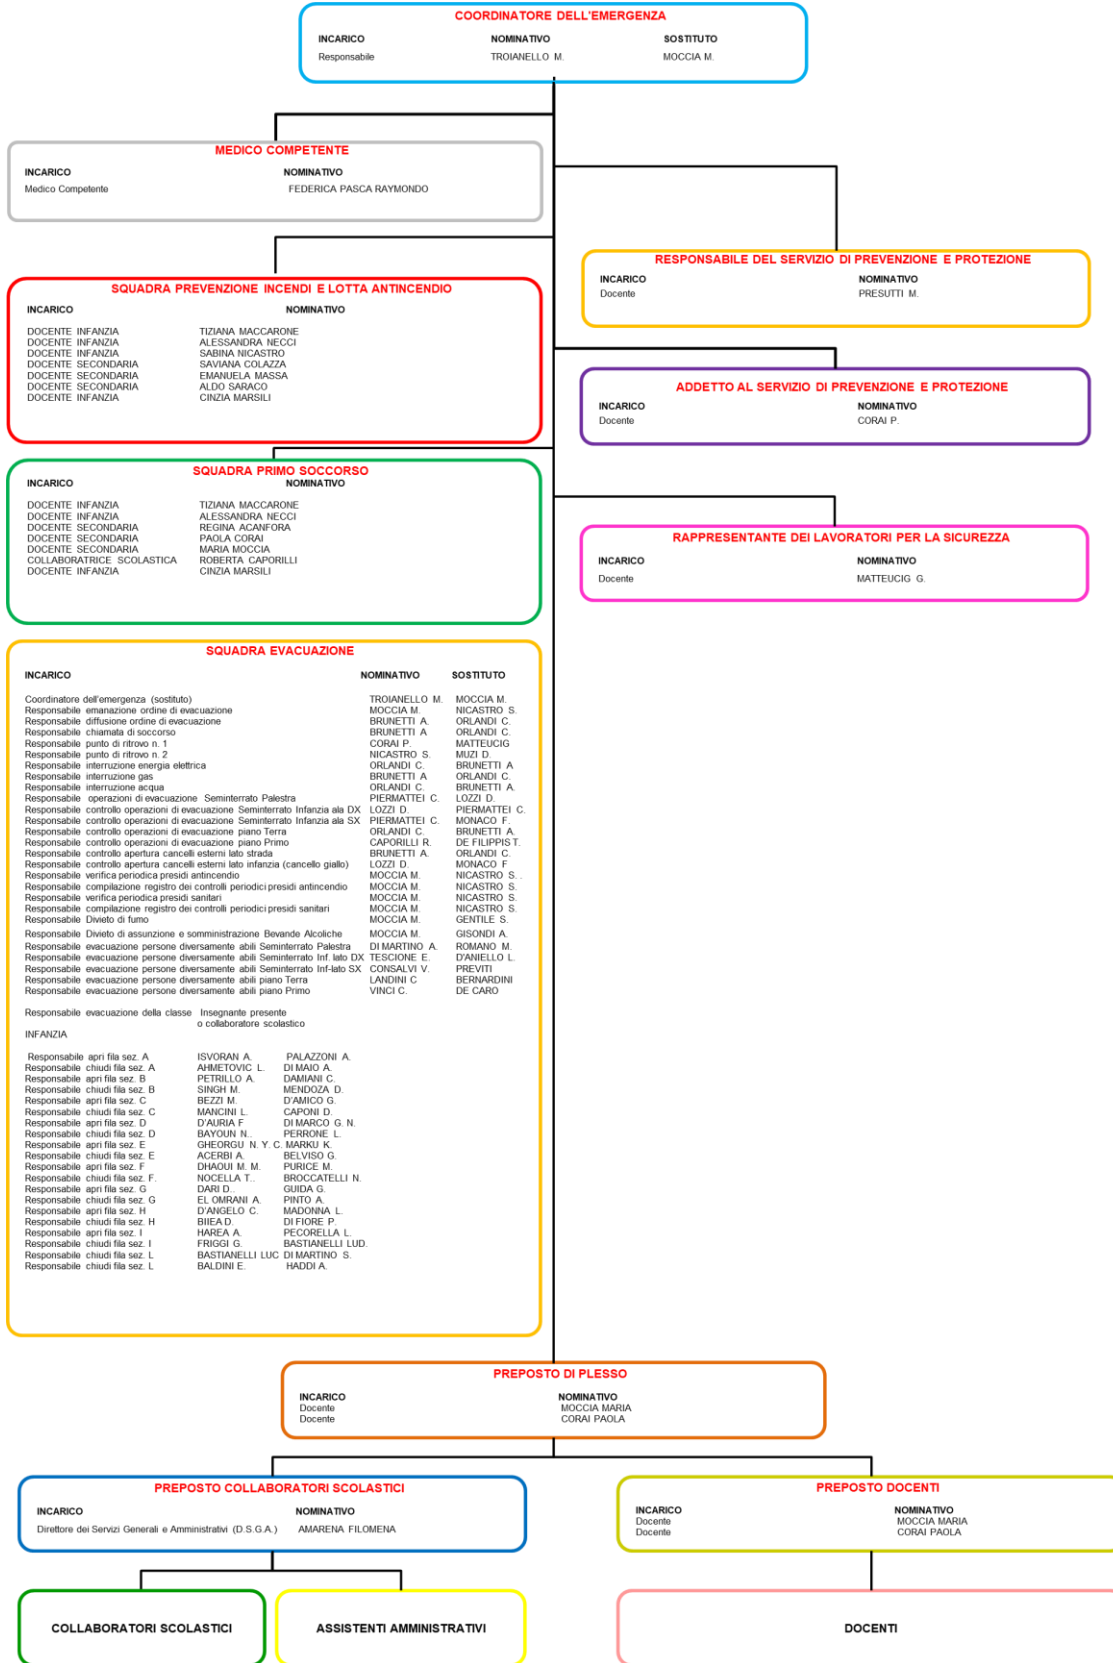 COORDINATORE DELL'EMERGENZA
INCARICO NOMINATIVO SOSTITUTO
Responsabile TROIANELLO M. MOCCIA M.
MEDICO COMPETENTE
INCARICO NOMINATIVO
Medico Competente FEDERICA PASCA RAYMONDO
RESPONSABILE DEL SERVIZIO DI PREVENZIONE E PROTEZIONE
INCARICO NOMINATIVO
Docente PRESUTTI M.
SQUADRA PREVENZIONE INCENDI E LOTTA ANTINCENDIO
INCARICO NOMINATIVO
DOCENTE INFANZIA TIZIANA MACCARONE
DOCENTE INFANZIA ALESSANDRA NECCI
DOCENTE INFANZIA SABINA NICASTRO
DOCENTE SECONDARIA SAVIANA COLAZZA
DOCENTE SECONDARIA EMANUELA MASSA
DOCENTE SECONDARIA ALDO SARACO
DOCENTE INFANZIA CINZIA MARSILI
ADDETTO AL SERVIZIO DI PREVENZIONE E PROTEZIONE
INCARICO NOMINATIVO
Docente CORAI P.
SQUADRA PRIMO SOCCORSO
INCARICO NOMINATIVO
DOCENTE INFANZIA TIZIANA MACCARONE
DOCENTE INFANZIA ALESSANDRA NECCI
DOCENTE SECONDARIA REGINA ACANFORA
DOCENTE SECONDARIA PAOLA CORAI
DOCENTE SECONDARIA MARIA MOCCIA
COLLABORATRICE SCOLASTICA ROBERTA CAPORILLI
DOCENTE INFANZIA CINZIA MARSILI
RAPPRESENTANTE DEI LAVORATORI PER LA SICUREZZA
INCARICO NOMINATIVO
Docente MATTEUCIG G.
SQUADRA EVACUAZIONE
INCARICO NOMINATIVO SOSTITUTO
Coordinatore dell'emergenza (sostituto) TROIANELLO M. MOCCIA M.
Responsabile emanazione ordine di evacuazione MOCCIA M. NICASTRO S.
Responsabile diffusione ordine di evacuazione BRUNETTI A. ORLANDI C.
Responsabile chiamata di soccorso BRUNETTI A ORLANDI C.
Responsabile punto di ritrovo n. 1 CORAI P. MATTEUCIG
Responsabile punto di ritrovo n. 2 NICASTRO S. MUZI D.
Responsabile interruzione energia elettrica ORLANDI C. BRUNETTI A
Responsabile interruzione gas BRUNETTI A ORLANDI C.
Responsabile interruzione acqua ORLANDI C. BRUNETTI A.
Responsabile operazioni di evacuazione Seminterrato Palestra PIERMATTEI C. LOZZI D.
Responsabile controllo operazioni di evacuazione Seminterrato Infanzia ala DX LOZZI D. PIERMATTEI C.
Responsabile controllo operazioni di evacuazione Seminterrato Infanzia ala SX PIERMATTEI C. MONACO F.
Responsabile controllo operazioni di evacuazione piano Terra ORLANDI C. BRUNETTI A.
Responsabile controllo operazioni di evacuazione piano Primo CAPORILLI R. DE FILIPPIS T.
Responsabile controllo apertura cancelli esterni lato strada BRUNETTI A. ORLANDI C.
Responsabile controllo apertura cancelli esterni lato infanzia (cancello giallo) LOZZI D. MONACO F
Responsabile verifica periodica presidi antincendio MOCCIA M. NICASTRO S. .
Responsabile compilazione registro dei controlli periodici presidi antincendio MOCCIA M. NICASTRO S.
Responsabile verifica periodica presidi sanitari MOCCIA M. NICASTRO S.
Responsabile compilazione registro dei controlli periodici presidi sanitari MOCCIA M. NICASTRO S.
Responsabile Divieto di fumo MOCCIA M. GENTILE S.
Responsabile Divieto di assunzione e somministrazione Bevande Alcoliche MOCCIA M. GISONDI A.
Responsabile evacuazione persone diversamente abili Seminterrato Palestra DI MARTINO A. ROMANO M.
Responsabile evacuazione persone diversamente abili Seminterrato Inf. lato DX TESCIONE E. D'ANIELLO L.
Responsabile evacuazione persone diversamente abili Seminterrato Inf-lato SX CONSALVI V. PREVITI
Responsabile evacuazione persone diversamente abili piano Terra LANDINI C BERNARDINI
Responsabile evacuazione persone diversamente abili piano Primo VINCI C. DE CARO
Responsabile evacuazione della classe Insegnante presente
o collaboratore scolastico
INFANZIA
Responsabile apri fila sez. A ISVORAN A. PALAZZONI A.
Responsabile chiudi fila sez. A AHMETOVIC L. DI MAIO A.
Responsabile apri fila sez. B PETRILLO A. DAMIANI C.
Responsabile chiudi fila sez. B SINGH M. MENDOZA D.
Responsabile apri fila sez. C BEZZI M. D'AMICO G.
Responsabile chiudi fila sez. C MANCINI L. CAPONI D.
Responsabile apri fila sez. D D'AURIA F DI MARCO G. N.
Responsabile chiudi fila sez. D BAYOUN N.. PERRONE L.
Responsabile apri fila sez. E GHEORGU N. Y. C. MARKU K.
Responsabile chiudi fila sez. E ACERBI A. BELVISO G.
Responsabile apri fila sez. F DHAOUI M. M. PURICE M.
Responsabile chiudi fila sez. F. NOCELLA T.. BROCCATELLI N.
Responsabile apri fila sez. G DARI D.. GUIDA G.
Responsabile chiudi fila sez. G EL OMRANI A. PINTO A.
Responsabile apri fila sez. H D'ANGELO C. MADONNA L.
Responsabile chiudi fila sez. H BIIEA D. DI FIORE P.
Responsabile apri fila sez. I HAREA A. PECORELLA L.
Responsabile chiudi fila sez. I FRIGGI G. BASTIANELLI LUD.
Responsabile chiudi fila sez. L BASTIANELLI LUC DI MARTINO S.
Responsabile chiudi fila sez. L BALDINI E. HADDI A.
PREPOSTO DI PLESSO
INCARICO NOMINATIVO
Docente MOCCIA MARIA
Docente CORAI PAOLA
PREPOSTO COLLABORATORI SCOLASTICI
INCARICO NOMINATIVO
Direttore dei Servizi Generali e Amministrativi (D.S.G.A.) AMARENA FILOMENA
PREPOSTO DOCENTI
INCARICO NOMINATIVO
Docente MOCCIA MARIA
Docente CORAI PAOLA
COLLABORATORI SCOLASTICI
ASSISTENTI AMMINISTRATIVI
DOCENTI